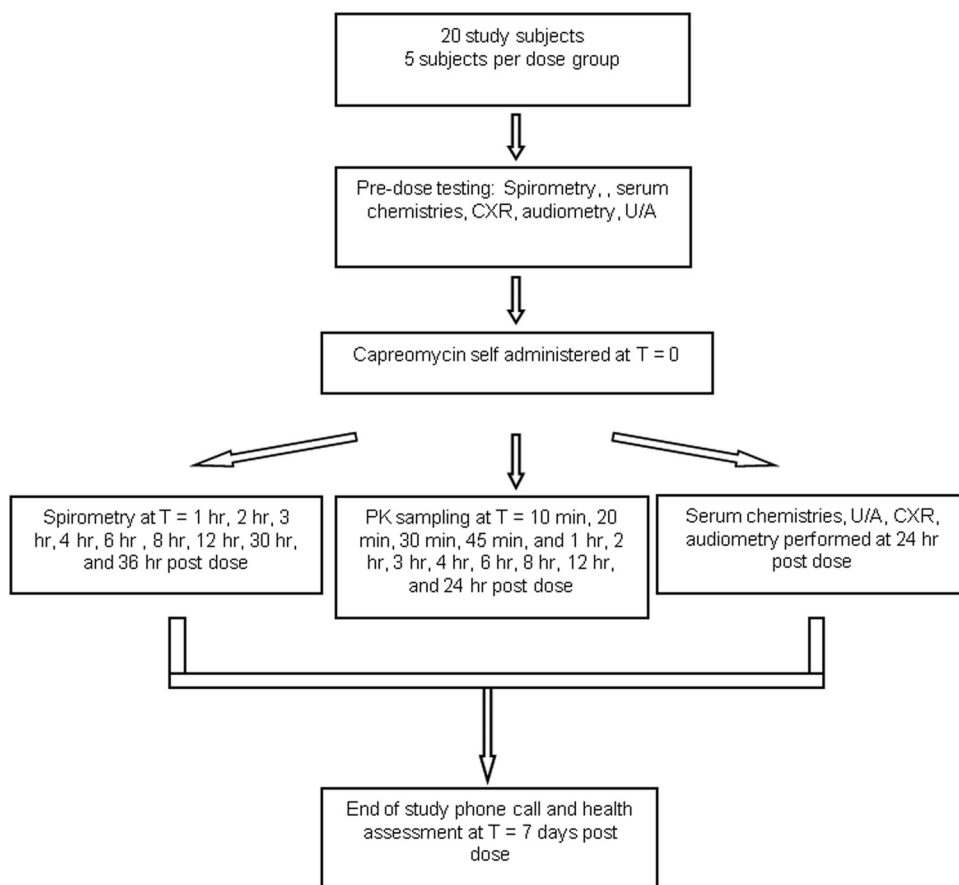 20 study subjects
5 subjects per dose group
Pre-dose testing: Spirometry, , serum
chemistries, CXR, audiometry, U/A
Capreomycin self administered at T = 0
Spirometry at T = 1 hr, 2 hr, 3
hr, 4 hr, 6 hr , 8 hr, 12 hr, 30 hr,
and 36 hr post dose
PK sampling at T = 10 min, 20
min, 30 min, 45 min, and 1 hr, 2
hr, 3 hr, 4 hr, 6 hr, 8 hr, 12 hr,
and 24 hr post dose
Serum chemistries, U/A, CXR,
audiometry performed at 24 hr
post dose
End of study phone call and health
assessment at T = 7 days post
dose